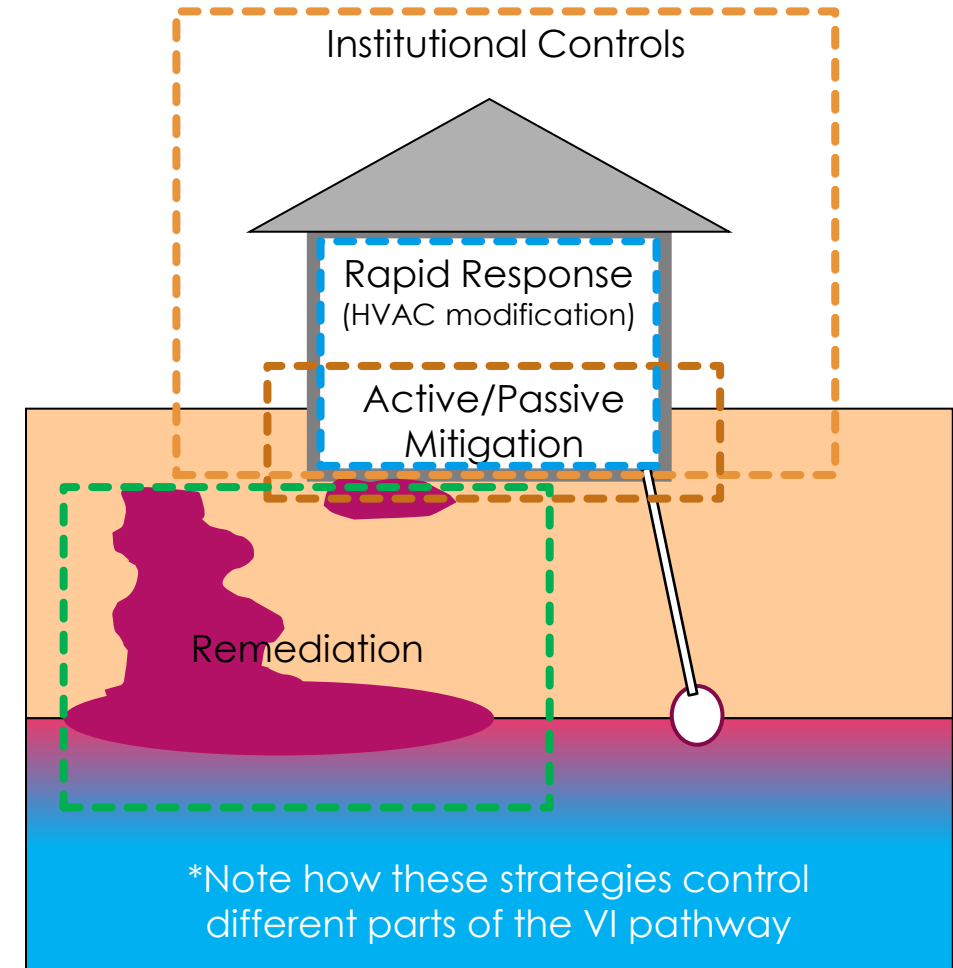 Institutional Controls
Rapid Response
(HVAC modification)
Active/Passive
Mitigation
Remediation
*Note how these strategies control
different parts of the VI pathway